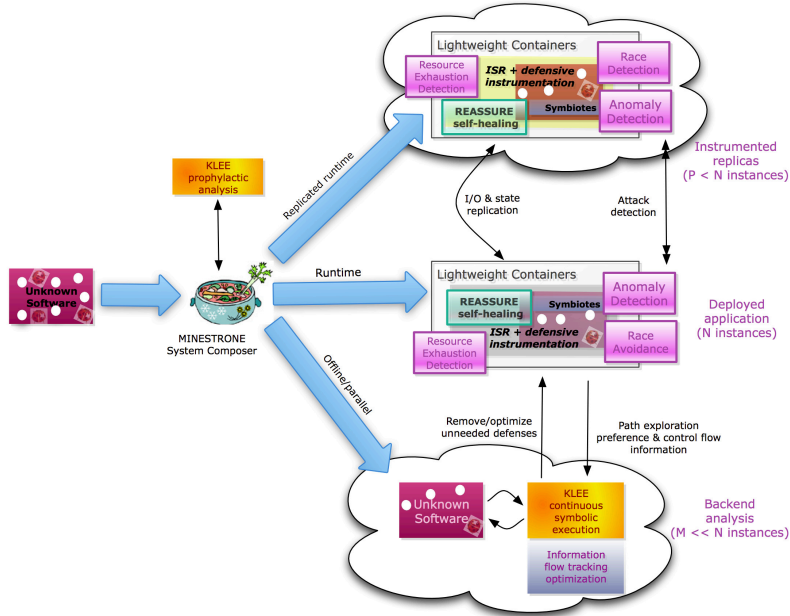 Lightweight Containers
Resource
Exhaustion
Detection
ISR + defensive
instrumentation
Race
Detection
REASSURE
self-healing
Symbiotes
Anomaly
Detection
Instrumented
replicas
(P < N instances)
KLEE
prophylactic
analysis
Replicated runtime
I/O & state
replication
Attack
detection
Unknown
Software
MINESTRONE
System Composer
Runtime
Lightweight Containers
REASSURE
self-healing
Symbiotes
Anomaly
Detection
ISR + defensive
instrumentation
Resource
Exhaustion
Detection
Race
Avoidance
Deployed
application
(N instances)
Offline/parallel
Remove/optimize
unneeded defenses
Path exploration
preference & control flow
information
Unknown
Software
KLEE
continuous
symbolic
execution
Information
flow tracking
optimization
Backend
analysis
(M << N instances)